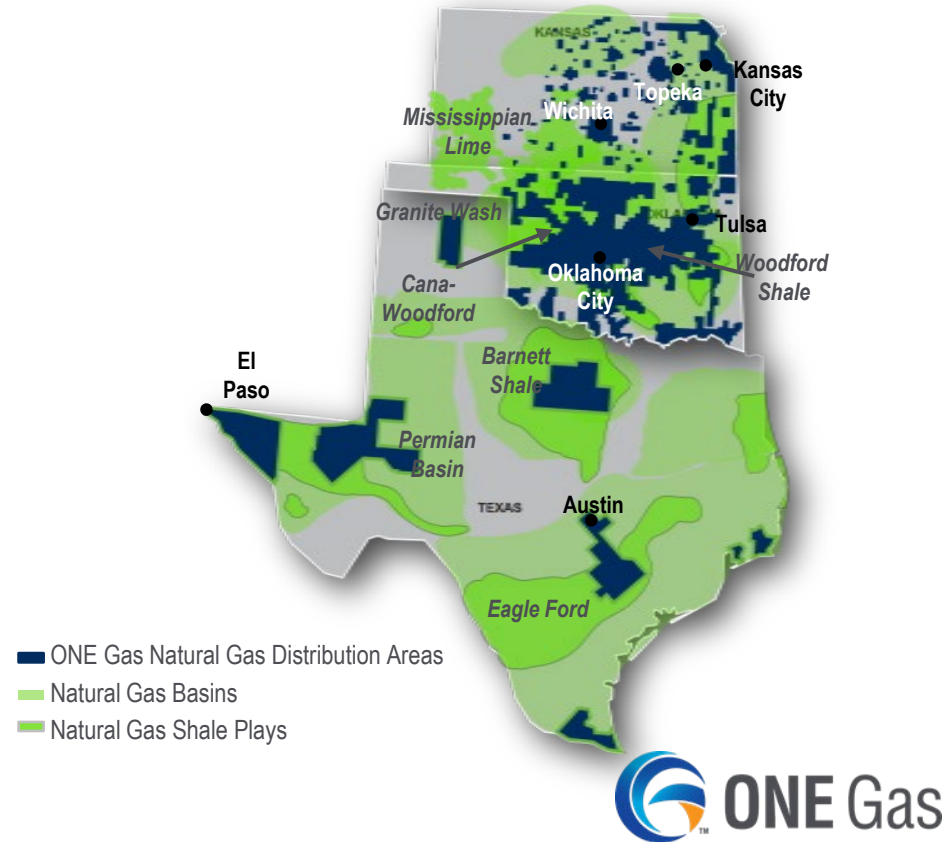 KANSAS
Kansas
City
Topeka
Wichita
Mississippian
Lime
Granite Wash
OKLAHOMA
Tulsa
Cana-
Woodford
Oklahoma
City
Woodford
Shale
El
Paso
Barnett
Shale
Permian
Basin
TEXAS
Austin
Eagle Ford
ONE Gas Natural Gas Distribution Areas
Natural Gas Basins
Natural Gas Shale Plays
ONE Gas
TM